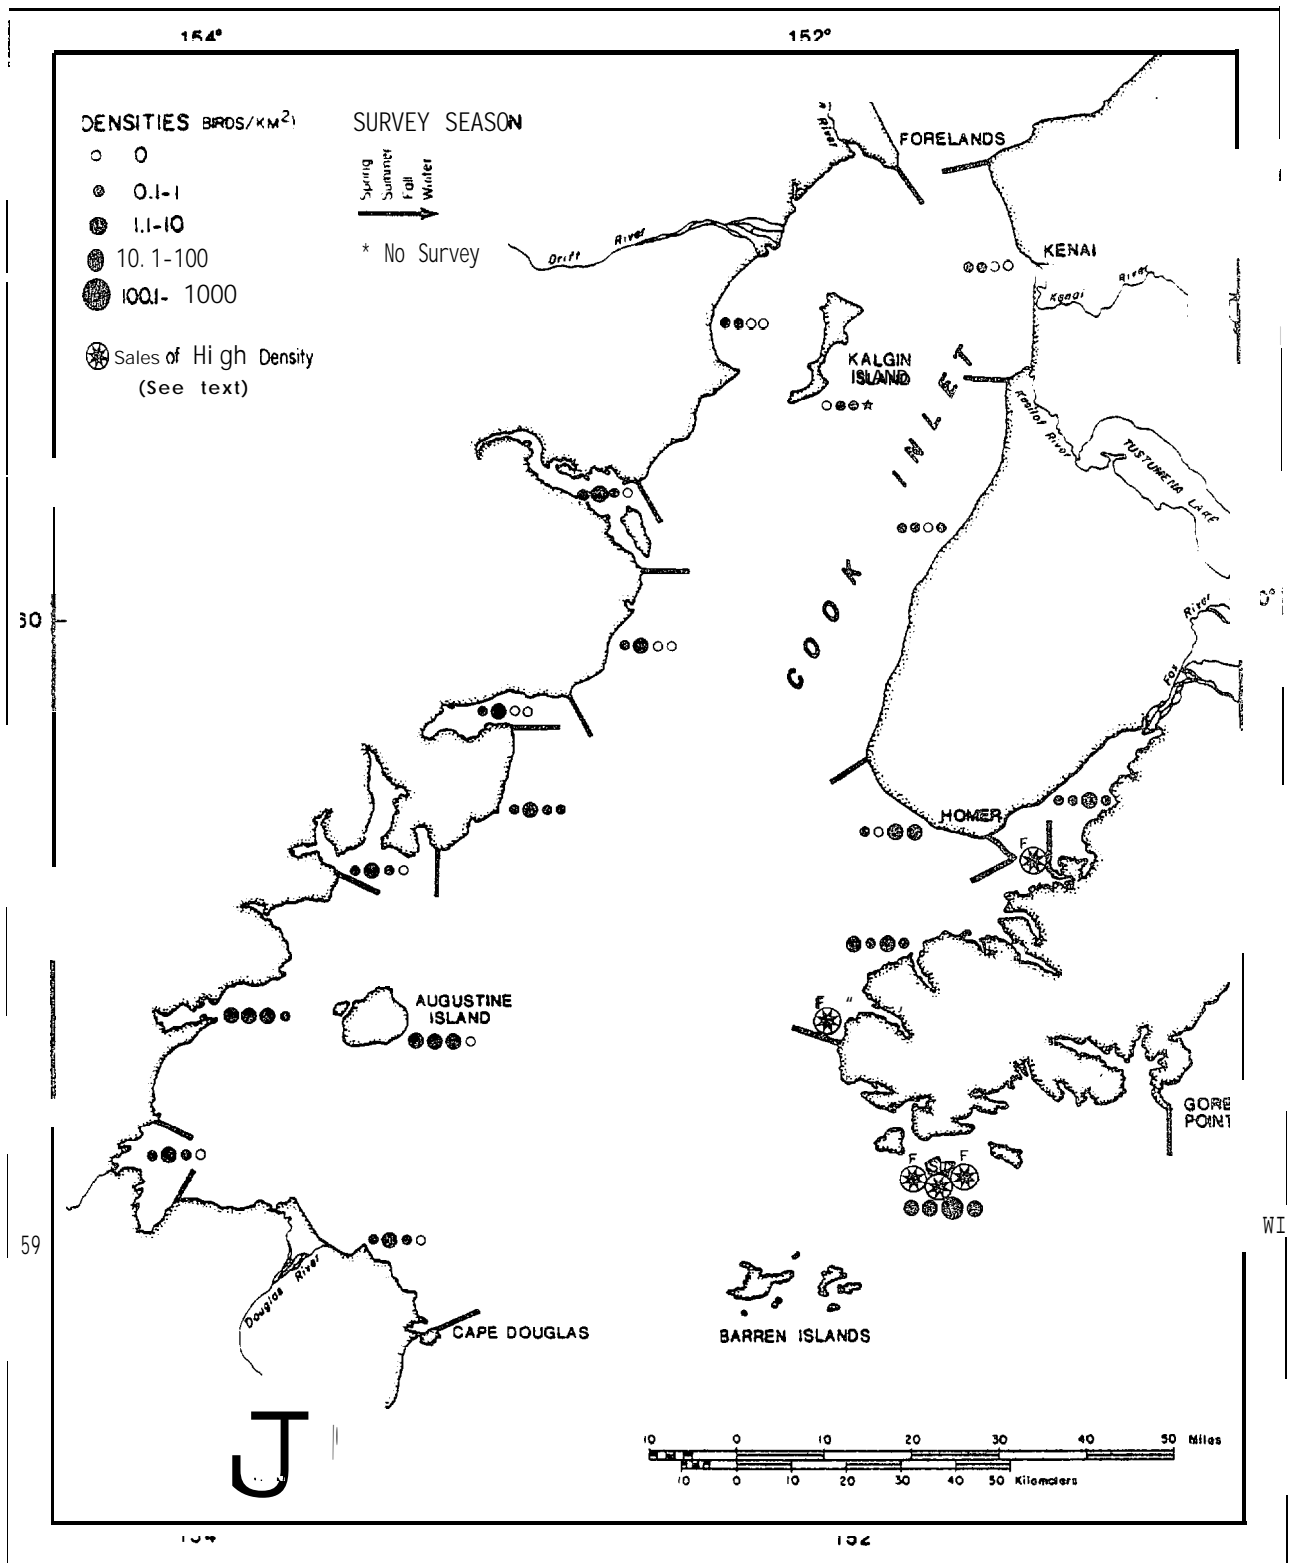 154°
152°
DENSITIES BIRDS/KM2)
0
0.1-1
1.1-10
10. 1-100
100.1- 1000
Sales of High Density
(See text)
SURVEY SEASON
Spring
Summer
Fall
Winter
* No Survey
River
FORELANDS
Drift River
KENAI
Kenai River
KALGIN
ISLAND
COOK INLET
Kasilof River
TUSTUMENA LAKE
60
0°
Fox River
HOMER
F
F "
AUGUSTINE
ISLAND
GORE
POINT
F
F
59
WI
Douglas River
CAPE DOUGLAS
BARREN ISLANDS
J
10 0 10 20 30 40 50 Miles
10 0 10 20 30 40 50 Kilometers
154
152